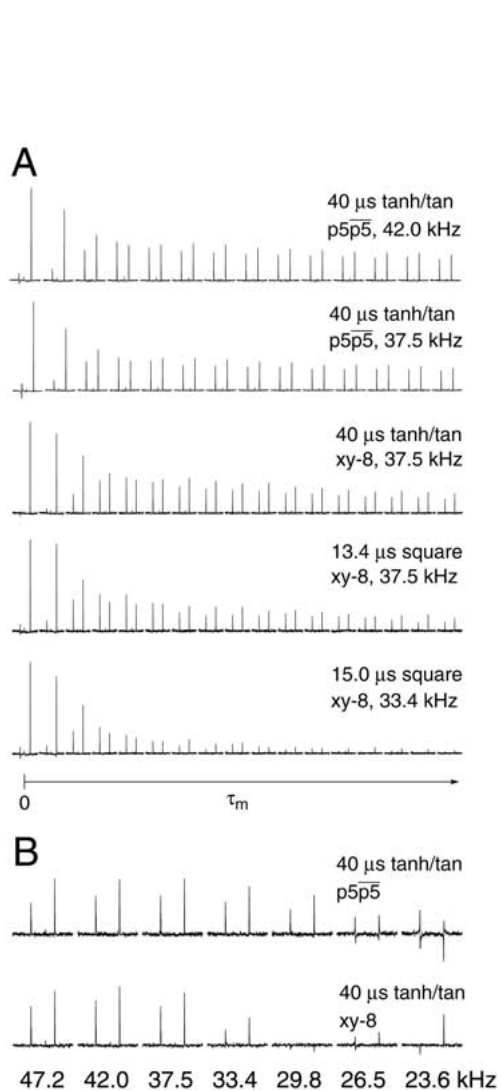 A
40 μs tanh/tan
p5p̅5̅, 42.0 kHz
40 μs tanh/tan
p5p̅5̅, 37.5 kHz
40 μs tanh/tan
xy-8, 37.5 kHz
13.4 μs square
xy-8, 37.5 kHz
15.0 μs square
xy-8, 33.4 kHz
0 τm
B
40 μs tanh/tan
p5p̅5̅
40 μs tanh/tan
xy-8
47.2 42.0 37.5 33.4 29.8 26.5 23.6 kHz